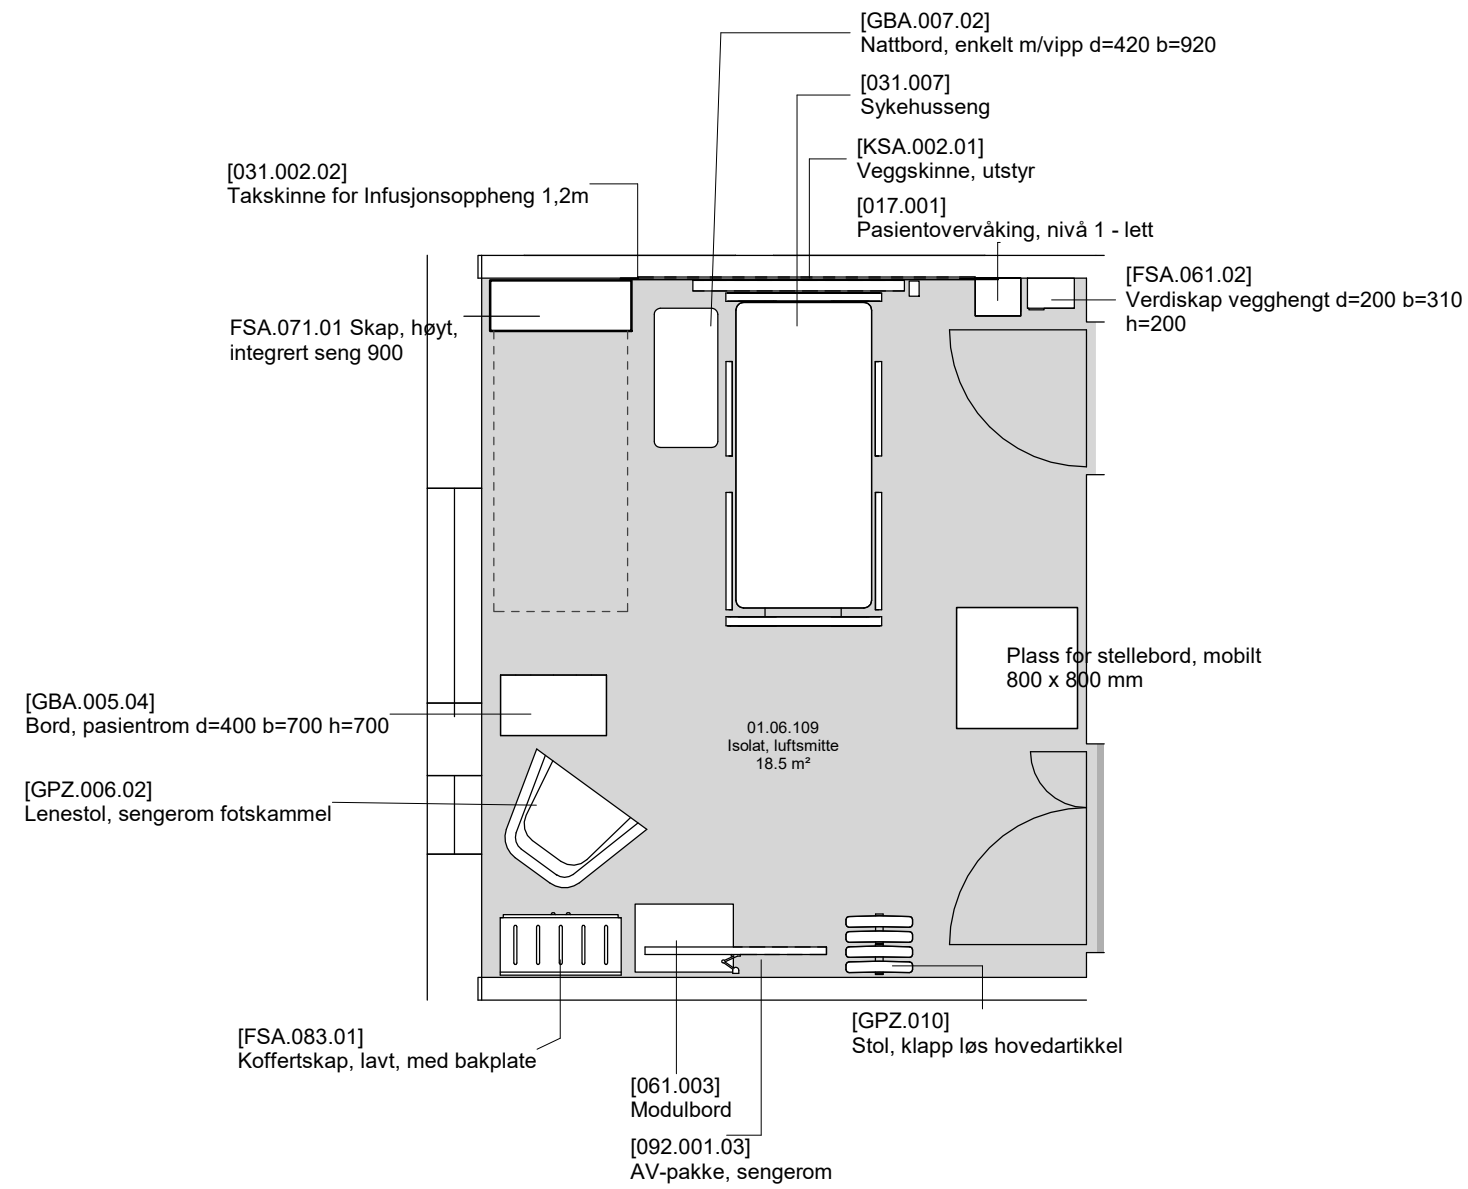 [GBA.007.02]
Nattbord, enkelt m/vipp d=420 b=920
[031.007]
Sykehusseng
[KSA.002.01]
Veggskinne, utstyr
[031.002.02]
Takskinne for Infusjonsoppheng 1,2m
[017.001]
Pasientovervåking, nivå 1 - lett
[FSA.061.02]
Verdiskap vegghengt d=200 b=310
h=200
FSA.071.01 Skap, høyt,
integrert seng 900
Plass for stellebord, mobilt
800 x 800 mm
[GBA.005.04]
Bord, pasientrom d=400 b=700 h=700
01.06.109
Isolat, luftsmitte
18.5 m²
[GPZ.006.02]
Lenestol, sengerom fotskammel
[FSA.083.01]
Koffertskap, lavt, med bakplate
[GPZ.010]
Stol, klapp løs hovedartikkel
[061.003]
Modulbord
[092.001.03]
AV-pakke, sengerom